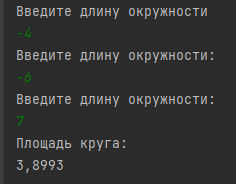 Введите длину окружности
-4
Введите длину окружности:
-6
Введите длину окружности:
7
Площадь круга:
3,8993